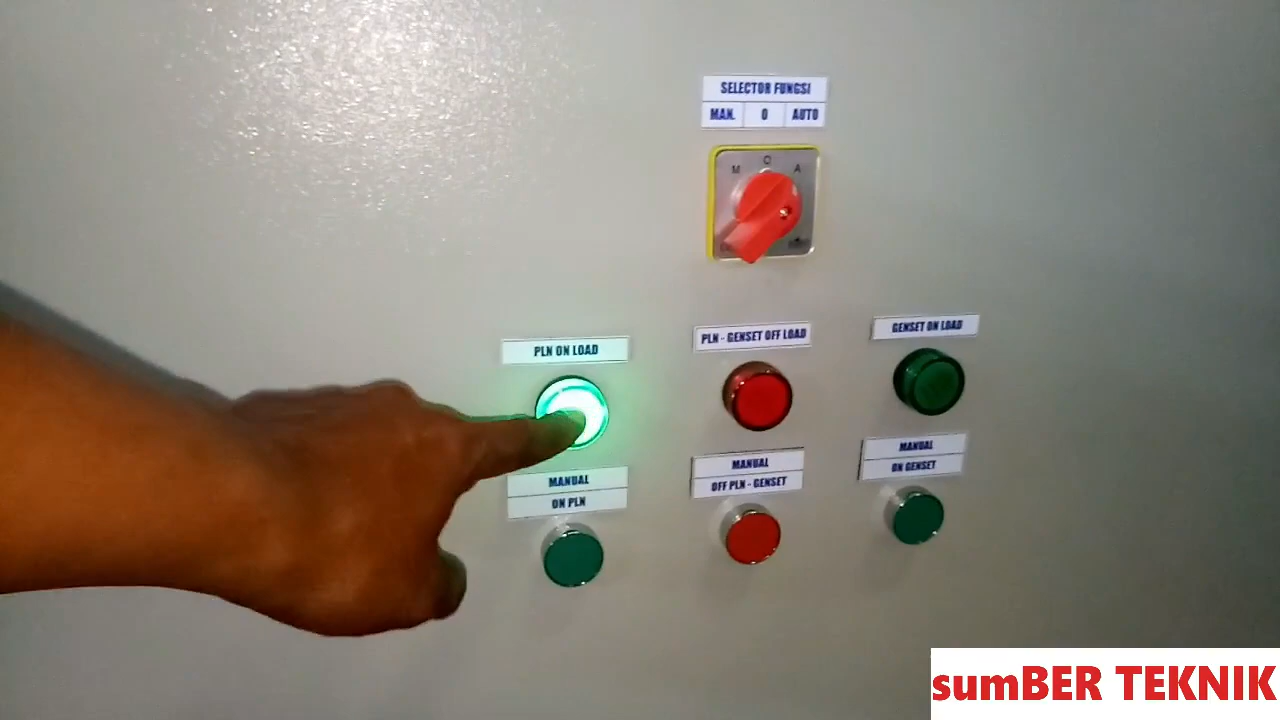 SELECTOR FUNGSI
MAN. 0 AUTO
M O A
PLN ON LOAD
PLN - GENSET OFF LOAD
GENSET ON LOAD
MANUAL
ON PLN
MANUAL
OFF PLN - GENSET
MANUAL
ON GENSET
sumBER TEKNIK